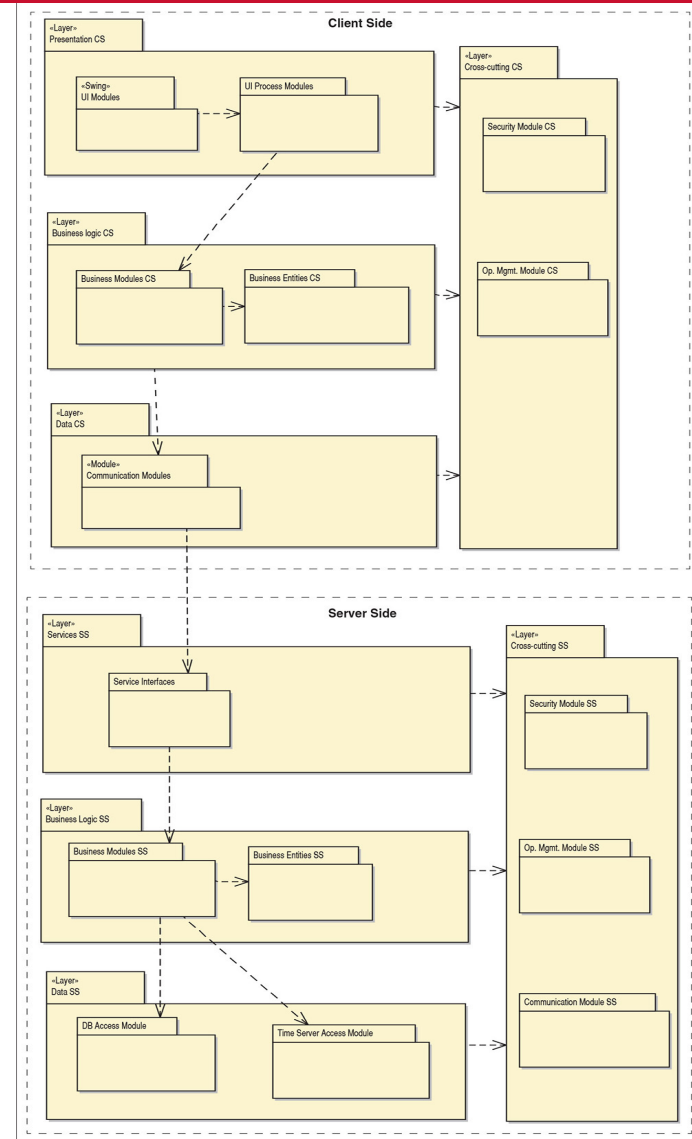 Client Side
«Layer»
Presentation CS
«Swing»
UI Modules
UI Process Modules
«Layer»
Cross-cutting CS
Security Module CS
Op. Mgmt. Module CS
«Layer»
Business logic CS
Business Modules CS
Business Entities CS
«Layer»
Data CS
«Module»
Communication Modules
Server Side
«Layer»
Services SS
Service Interfaces
«Layer»
Cross-cutting SS
Security Module SS
Op. Mgmt. Module SS
Communication Module SS
«Layer»
Business Logic SS
Business Modules SS
Business Entities SS
«Layer»
Data SS
DB Access Module
Time Server Access Module